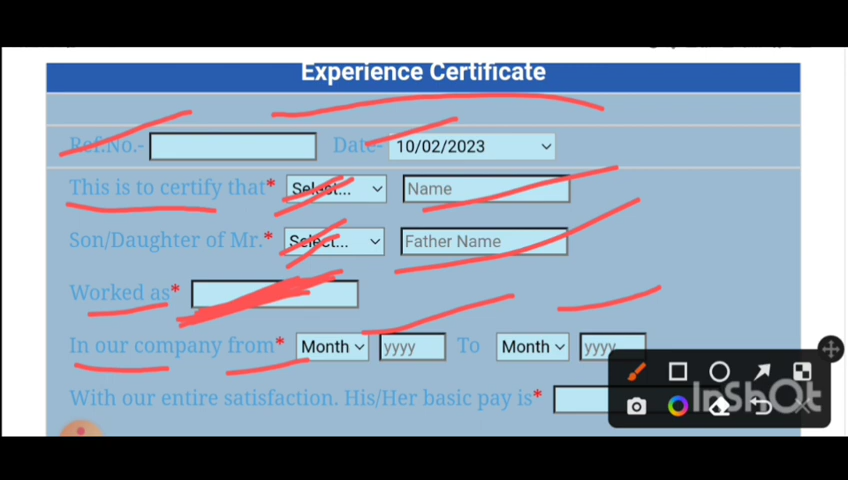 Experience Certificate
Ref.No.- Date- 10/02/2023
This is to certify that* Select... Name
Son/Daughter of Mr.* Select... Father Name
Worked as*
In our company from* Month yyyy To Month yyyy
With our entire satisfaction. His/Her basic pay is*
InShOt